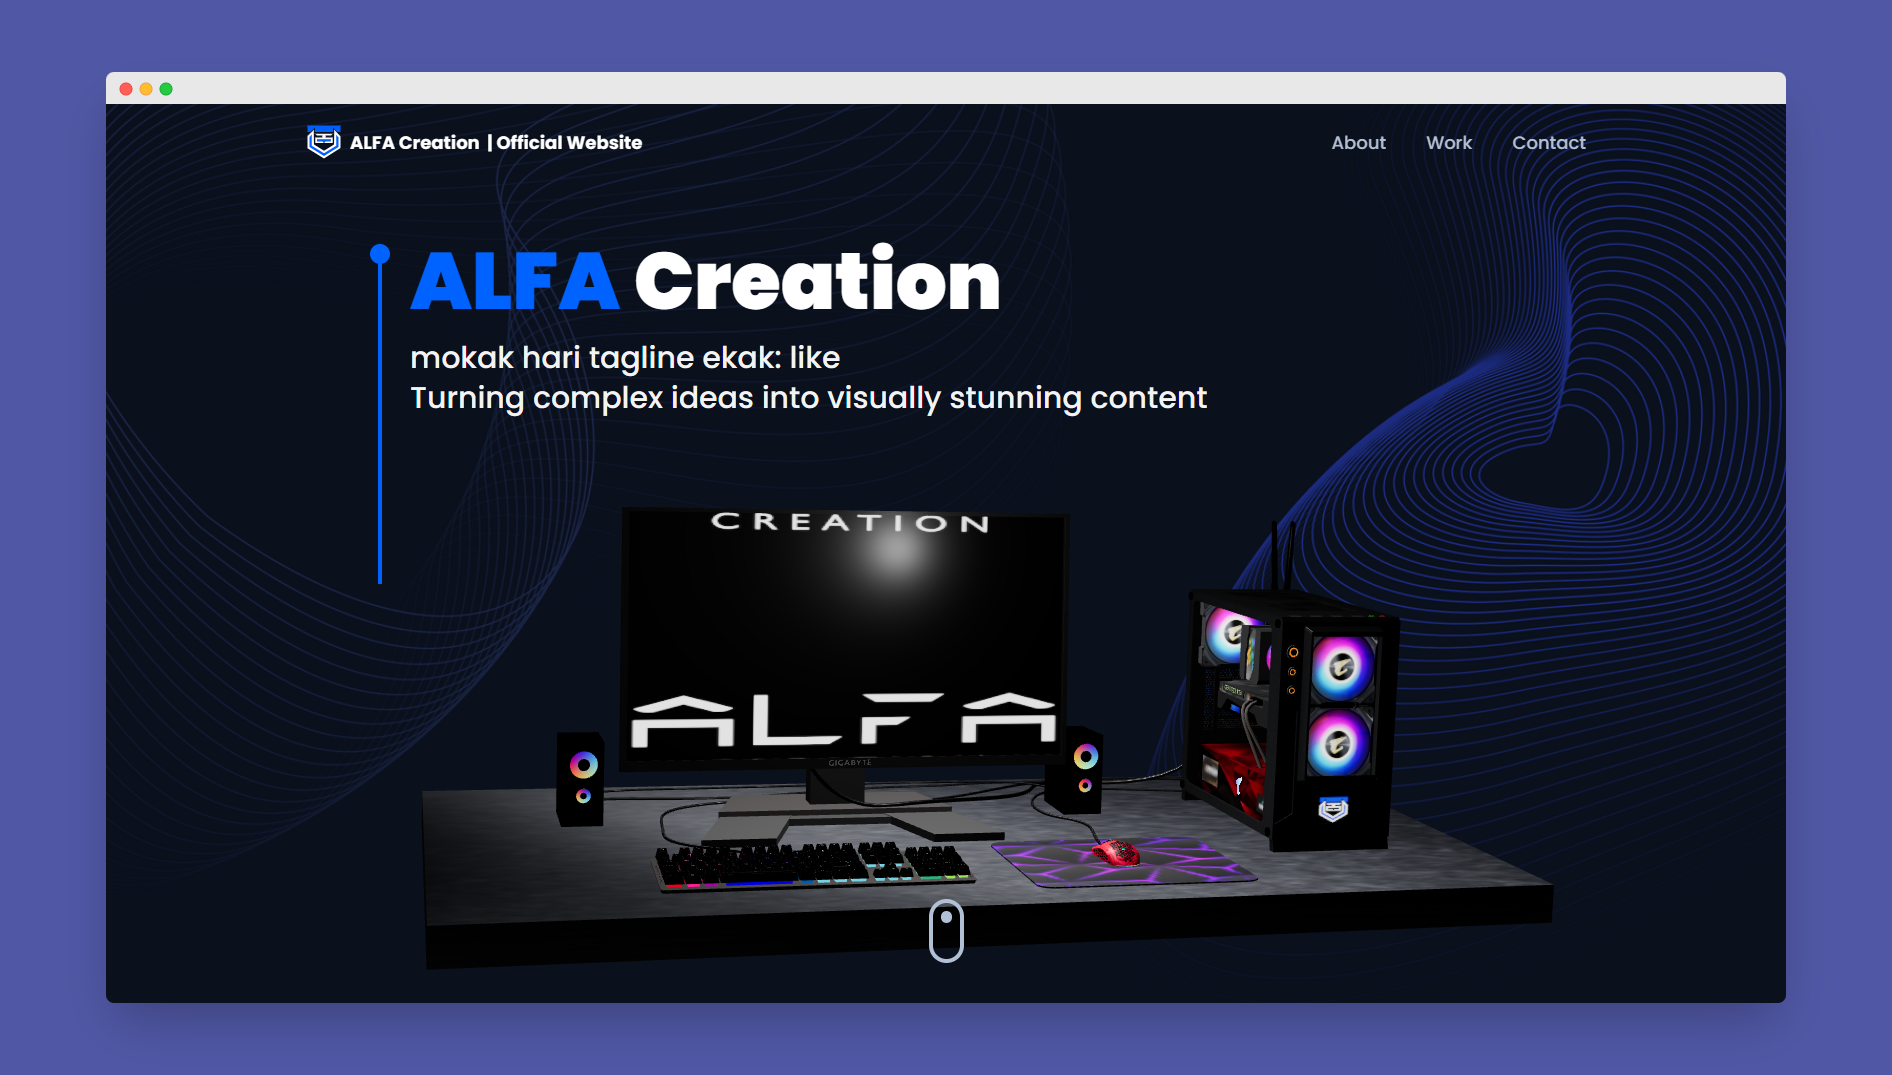 ALFA Creation | Official Website
About
Work
Contact
ALFA Creation
mokak hari tagline ekak: like
Turning complex ideas into visually stunning content
CREATION
ALFA
GIGABYTE